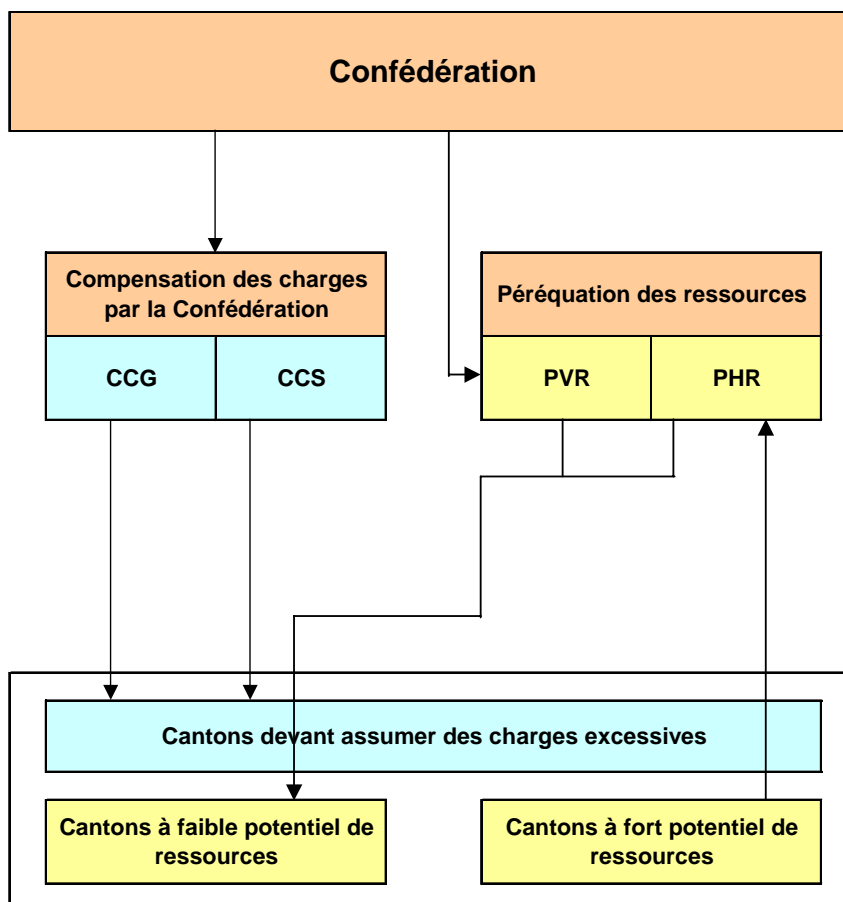 Confédération
Compensation des charges
par la Confédération
Péréquation des ressources
CCG
CCS
PVR
PHR
Cantons devant assumer des charges excessives
Cantons à faible potentiel de
ressources
Cantons à fort potentiel de
ressources